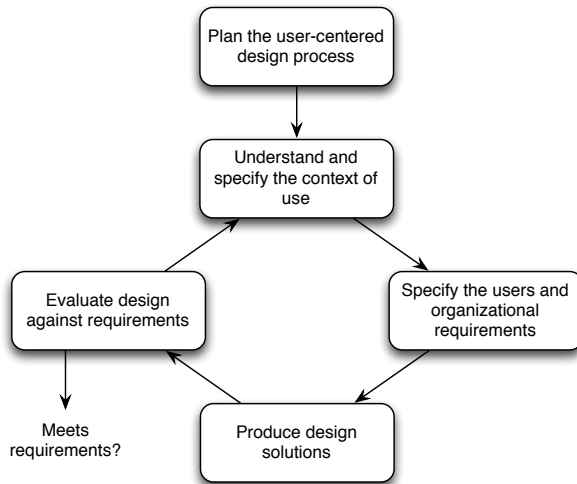 Plan the user-centered
design process
Understand and
specify the context of
use
Specify the users and
organizational
requirements
Evaluate design
against requirements
Produce design
solutions
Meets
requirements?